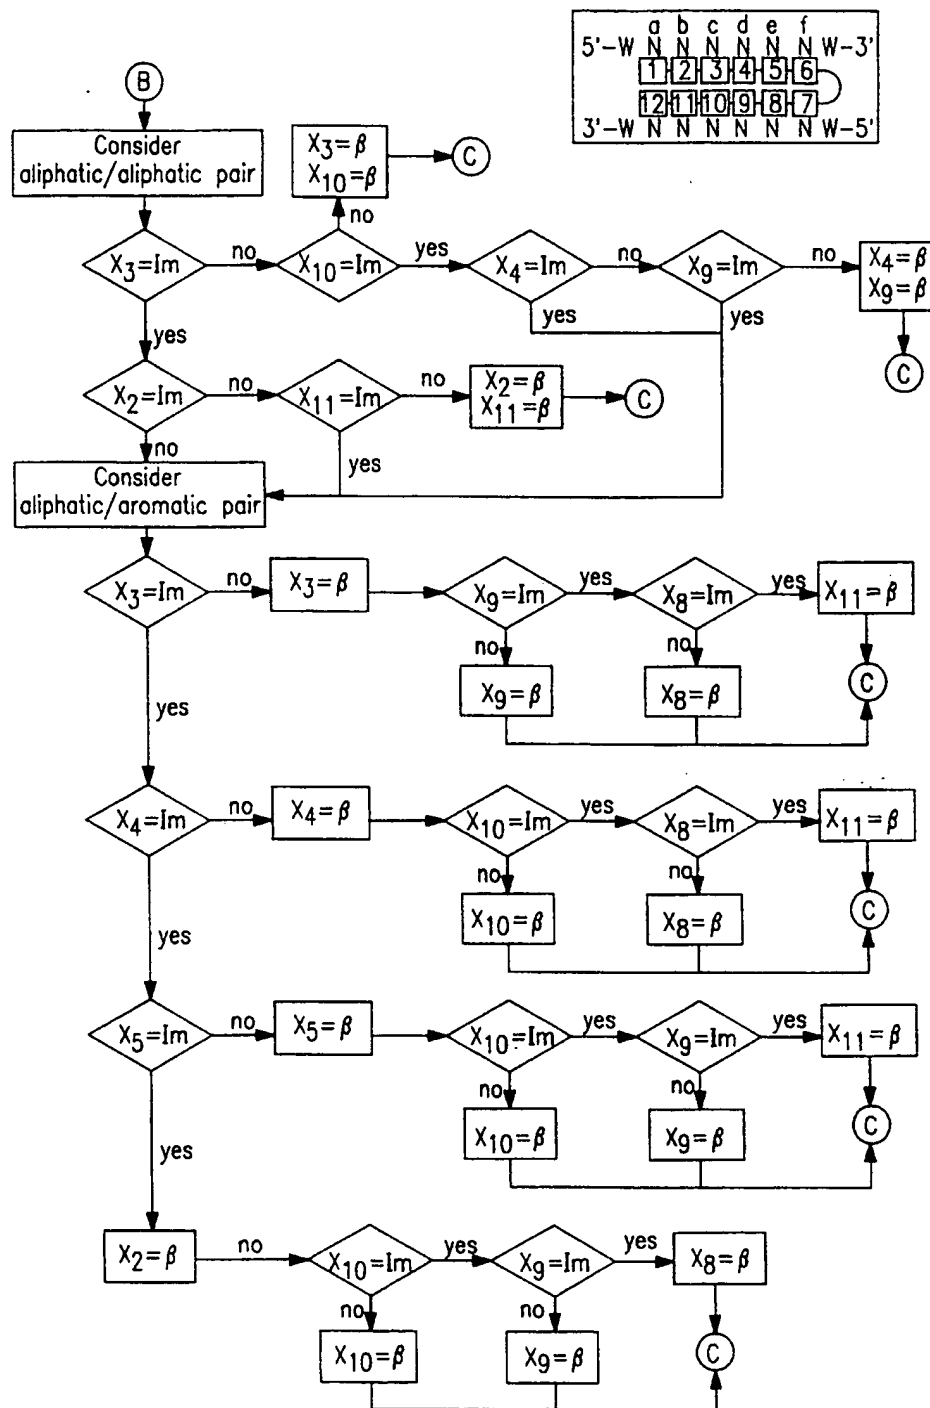 a b c d e f
5'-W N N N N N N W-3'
1 2 3 4 5 6
12 11 10 9 8 7
3'-W N N N N N N W-5'
B
Consider
aliphatic/aliphatic pair
X3=β
X10=β
C
no
X3=Im
no
X10=Im
yes
X4=Im
no
X9=Im
no
X4=β
X9=β
yes
yes
yes
C
X2=Im
no
X11=Im
no
X2=β
X11=β
C
no
yes
Consider
aliphatic/aromatic pair
X3=Im
no
X3=β
X9=Im
yes
X8=Im
yes
X11=β
no
no
X9=β
X8=β
C
yes
X4=Im
no
X4=β
X10=Im
yes
X8=Im
yes
X11=β
no
no
X10=β
X8=β
C
yes
X5=Im
no
X5=β
X10=Im
yes
X9=Im
yes
X11=β
no
no
X10=β
X9=β
C
yes
X2=β
no
X10=Im
yes
X9=Im
yes
X8=β
no
no
X10=β
X9=β
C